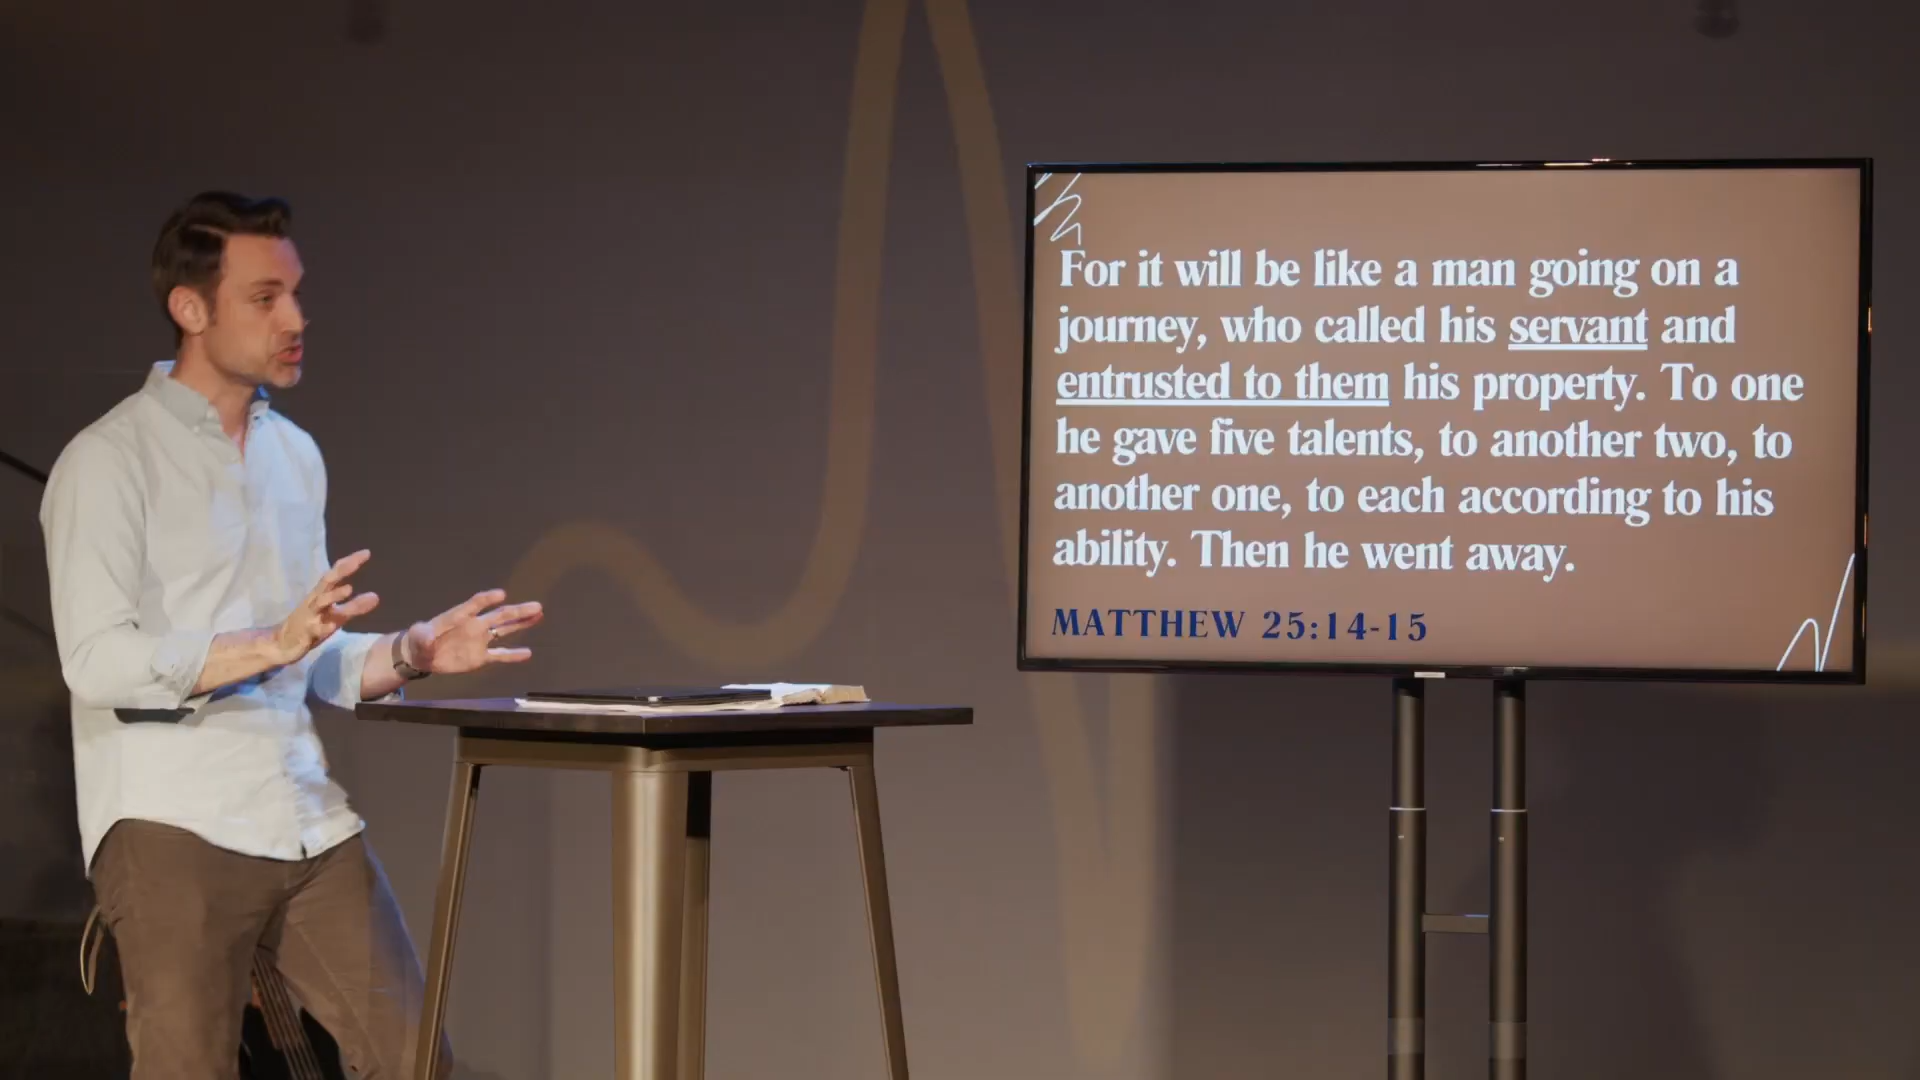 For it will be like a man going on a
journey, who called his servant and
entrusted to them his property. To one
he gave five talents, to another two, to
another one, to each according to his
ability. Then he went away.
MATTHEW 25:14-15